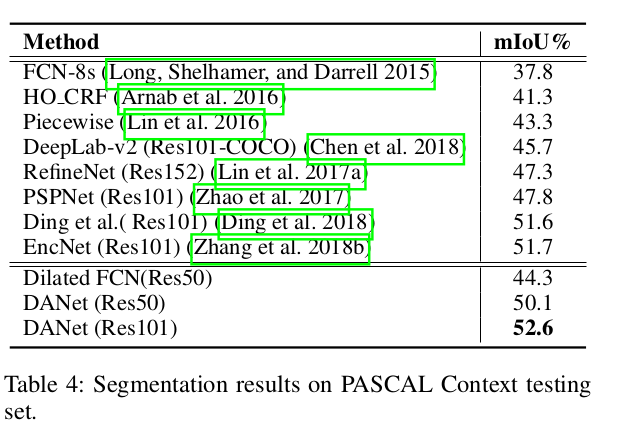 Method mIoU%
FCN-8s (Long, Shelhamer, and Darrell 2015) 37.8
HO_CRF (Arnab et al. 2016) 41.3
Piecewise (Lin et al. 2016) 43.3
DeepLab-v2 (Res101-COCO) (Chen et al. 2018) 45.7
RefineNet (Res152) (Lin et al. 2017a) 47.3
PSPNet (Res101) (Zhao et al. 2017) 47.8
Ding et al.( Res101) (Ding et al. 2018) 51.6
EncNet (Res101) (Zhang et al. 2018b) 51.7
Dilated FCN(Res50) 44.3
DANet (Res50) 50.1
DANet (Res101) 52.6
Table 4: Segmentation results on PASCAL Context testing
set.